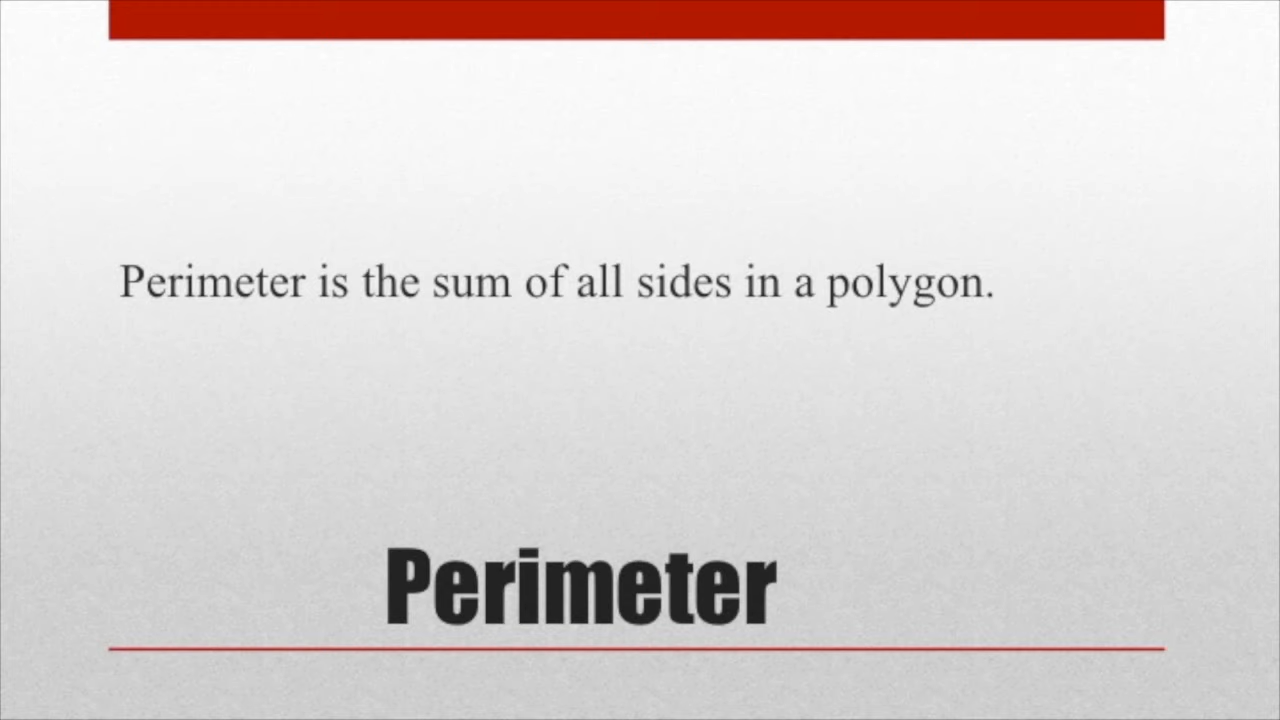 Perimeter is the sum of all sides in a polygon.
Perimeter